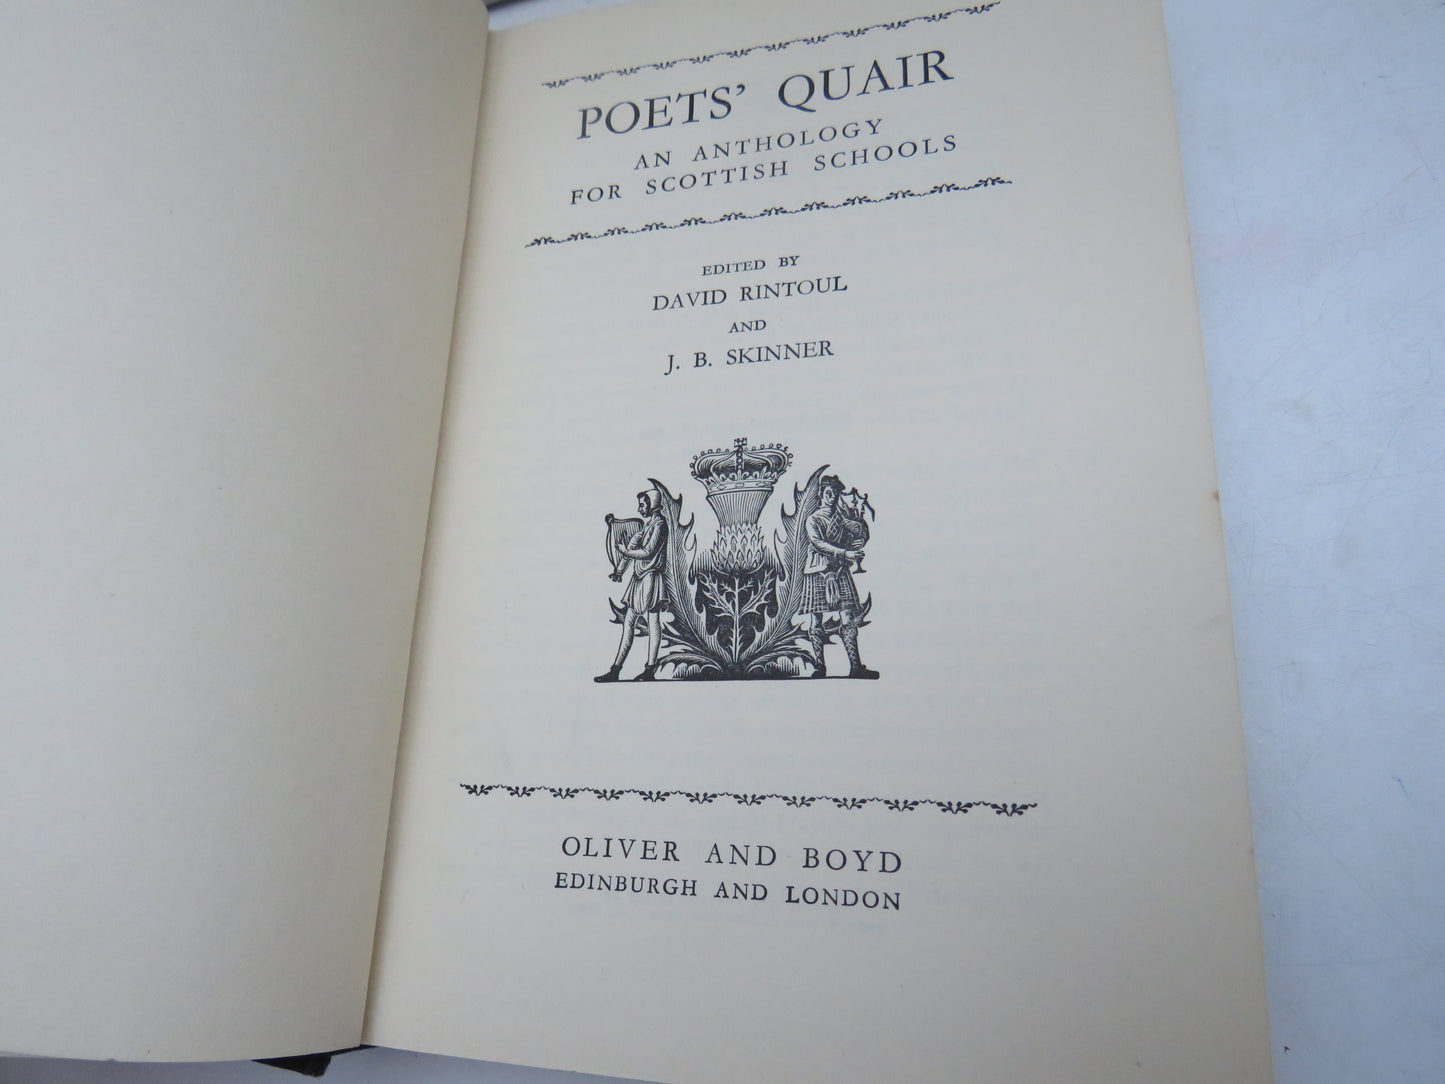 POETS' QUAIR
AN ANTHOLOGY
FOR SCOTTISH SCHOOLS
EDITED BY
DAVID RINTOUL
AND
J. B. SKINNER
OLIVER AND BOYD
EDINBURGH AND LONDON